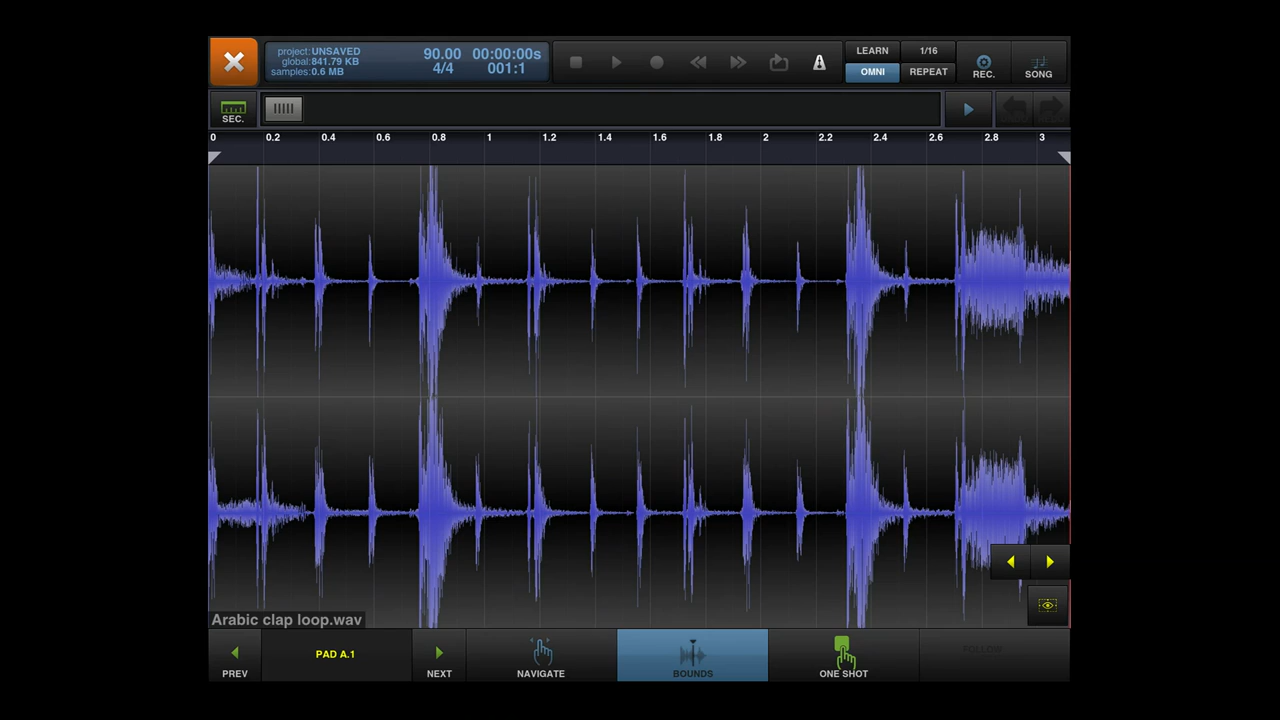 project: UNSAVED
global: 841.79 KB
samples: 0.6 MB
90.00 00:00:00s
4/4 001:1
LEARN
OMNI
1/16
REPEAT
REC.
SONG
SEC.
0 0.2 0.4 0.6 0.8 1 1.2 1.4 1.6 1.8 2 2.2 2.4 2.6 2.8 3
Arabic clap loop.wav
PREV
PAD A.1
NEXT
NAVIGATE
BOUNDS
ONE SHOT
FOLLOW